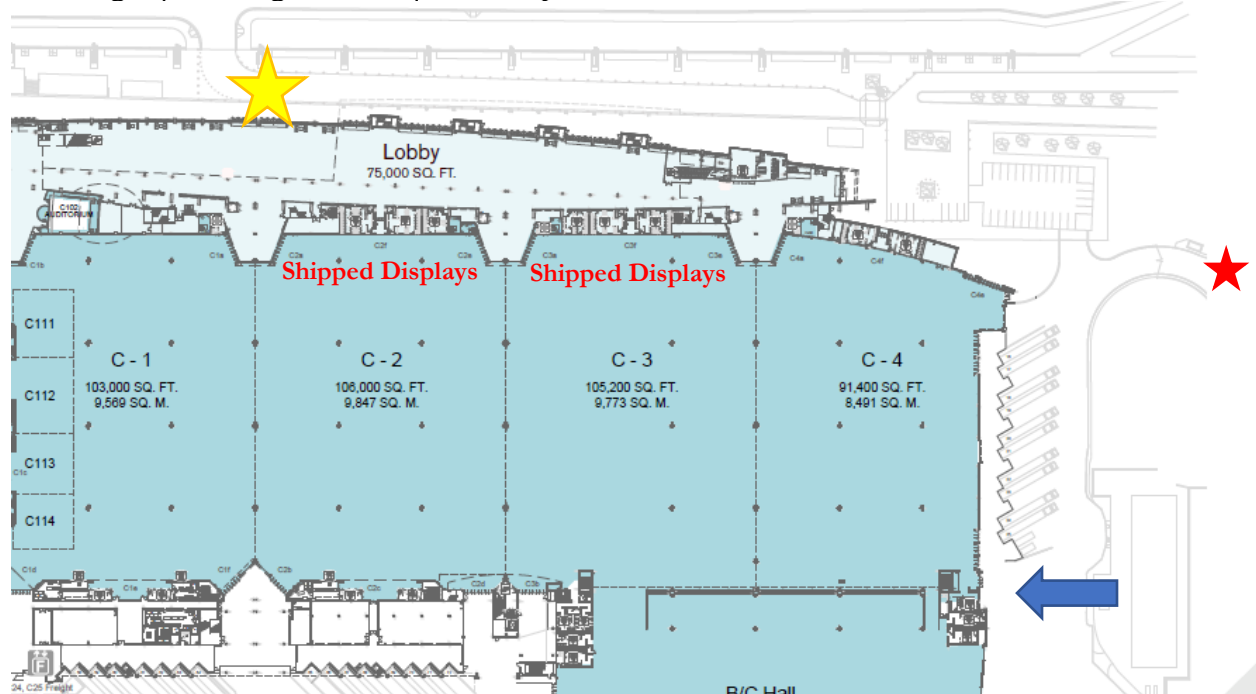 Lobby
75,000 SQ. FT.
C102
AUDITORIUM
C1b
C1a
C2a
C2f
C2e
C3a
C3f
C3e
C4a
C4f
C4e
Shipped Displays
Shipped Displays
C111
C - 1
C - 2
C - 3
C - 4
103,000 SQ. FT.
106,000 SQ. FT.
105,200 SQ. FT.
91,400 SQ. FT.
9,569 SQ. M.
9,847 SQ. M.
9,773 SQ. M.
8,491 SQ. M.
C112
C113
C1c
C114
C1d
C1e
C1f
C2b
C2c
C2d
C3b
24, C25 Freight
B/C Hall